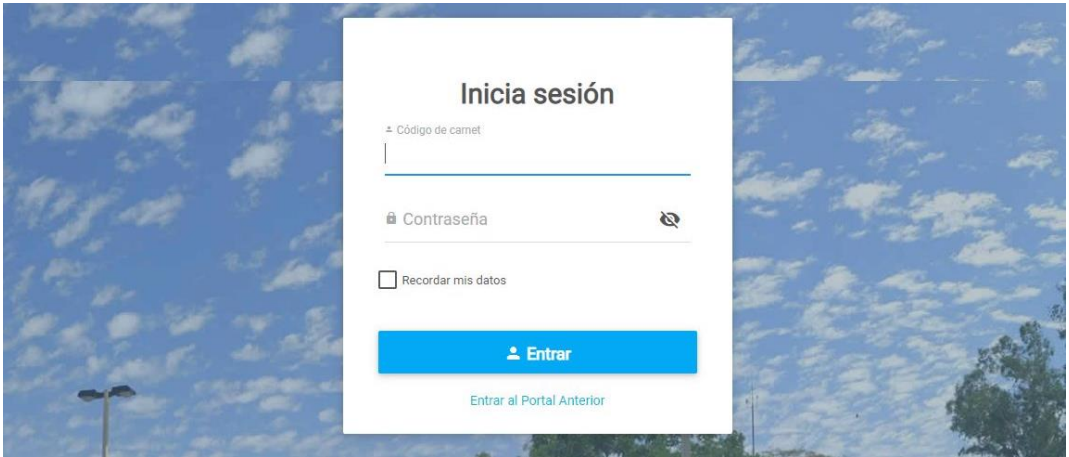 Inicia sesión
Código de carnet
Contraseña
Recordar mis datos
Entrar
Entrar al Portal Anterior